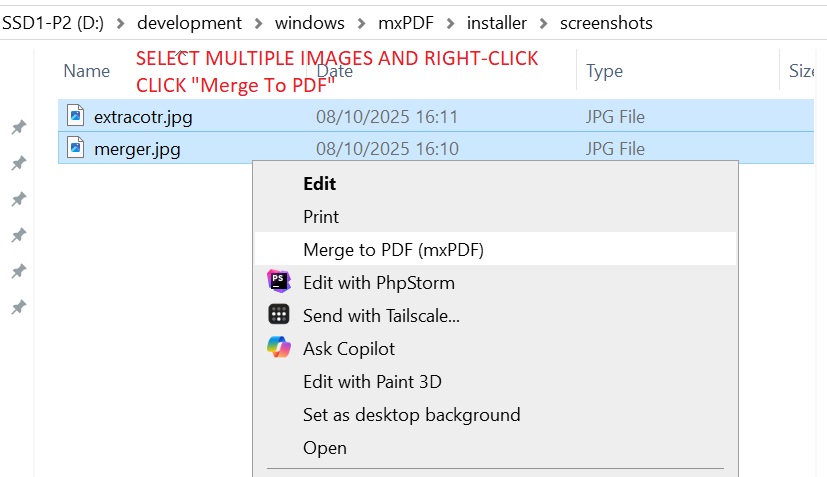 SSD1-P2 (D:) > development > windows > mxPDF > installer > screenshots
SELECT MULTIPLE IMAGES AND RIGHT-CLICK
CLICK "Merge To PDF"
Name Date Type
extracotr.jpg 08/10/2025 16:11 JPG File
merger.jpg 08/10/2025 16:10 JPG File
Edit
Print
Merge to PDF (mxPDF)
PS Edit with PhpStorm
Send with Tailscale...
Ask Copilot
Edit with Paint 3D
Set as desktop background
Open